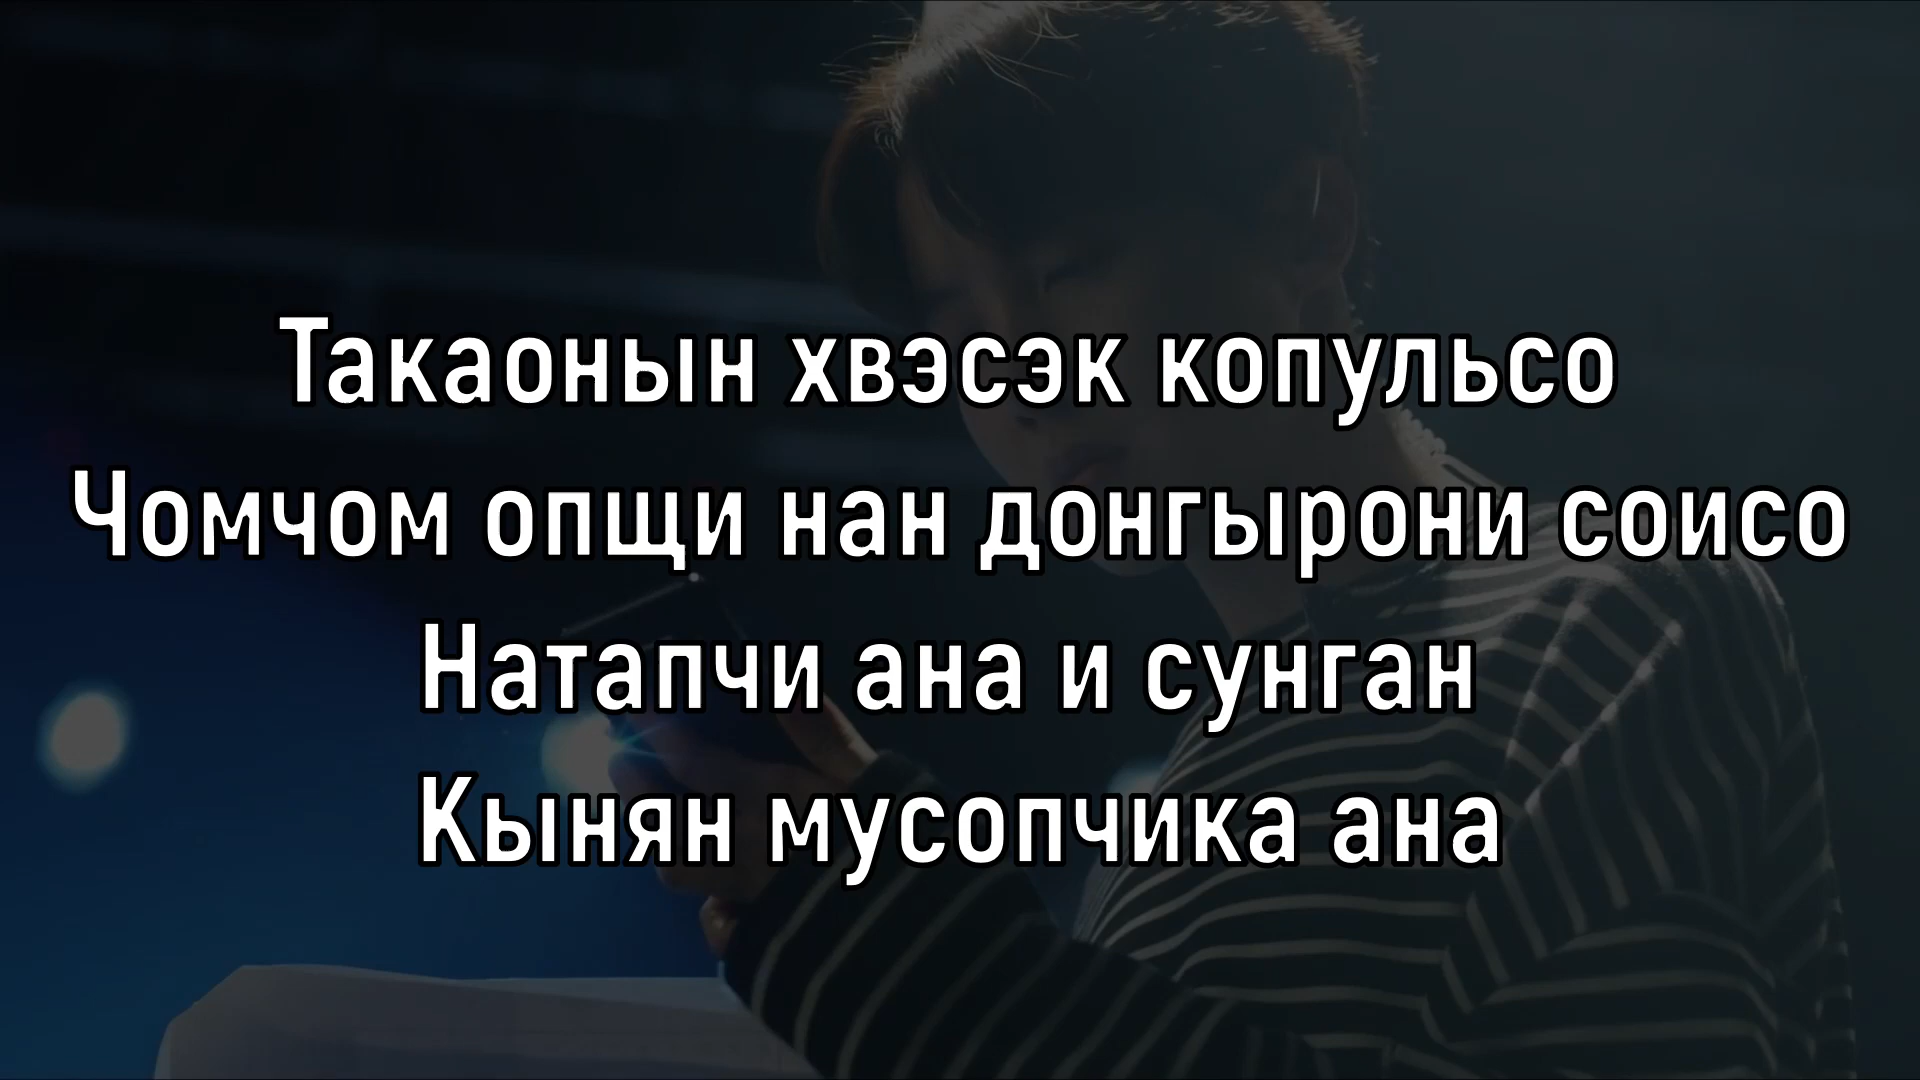 Такаонын хвэсэк копульсо
Чомчом опщи нан донгырони соисо
Натапчи ана и сунган
Кынян мусопчика ана